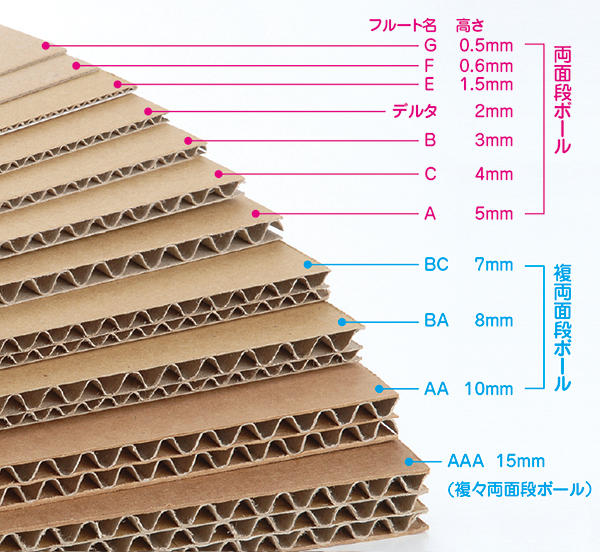 フルート名 高さ
G 0.5mm
F 0.6mm
E 1.5mm
デルタ 2mm
B 3mm
C 4mm
A 5mm
両面段ボール
BC 7mm
BA 8mm
AA 10mm
複両面段ボール
AAA 15mm
(複々両面段ボール)